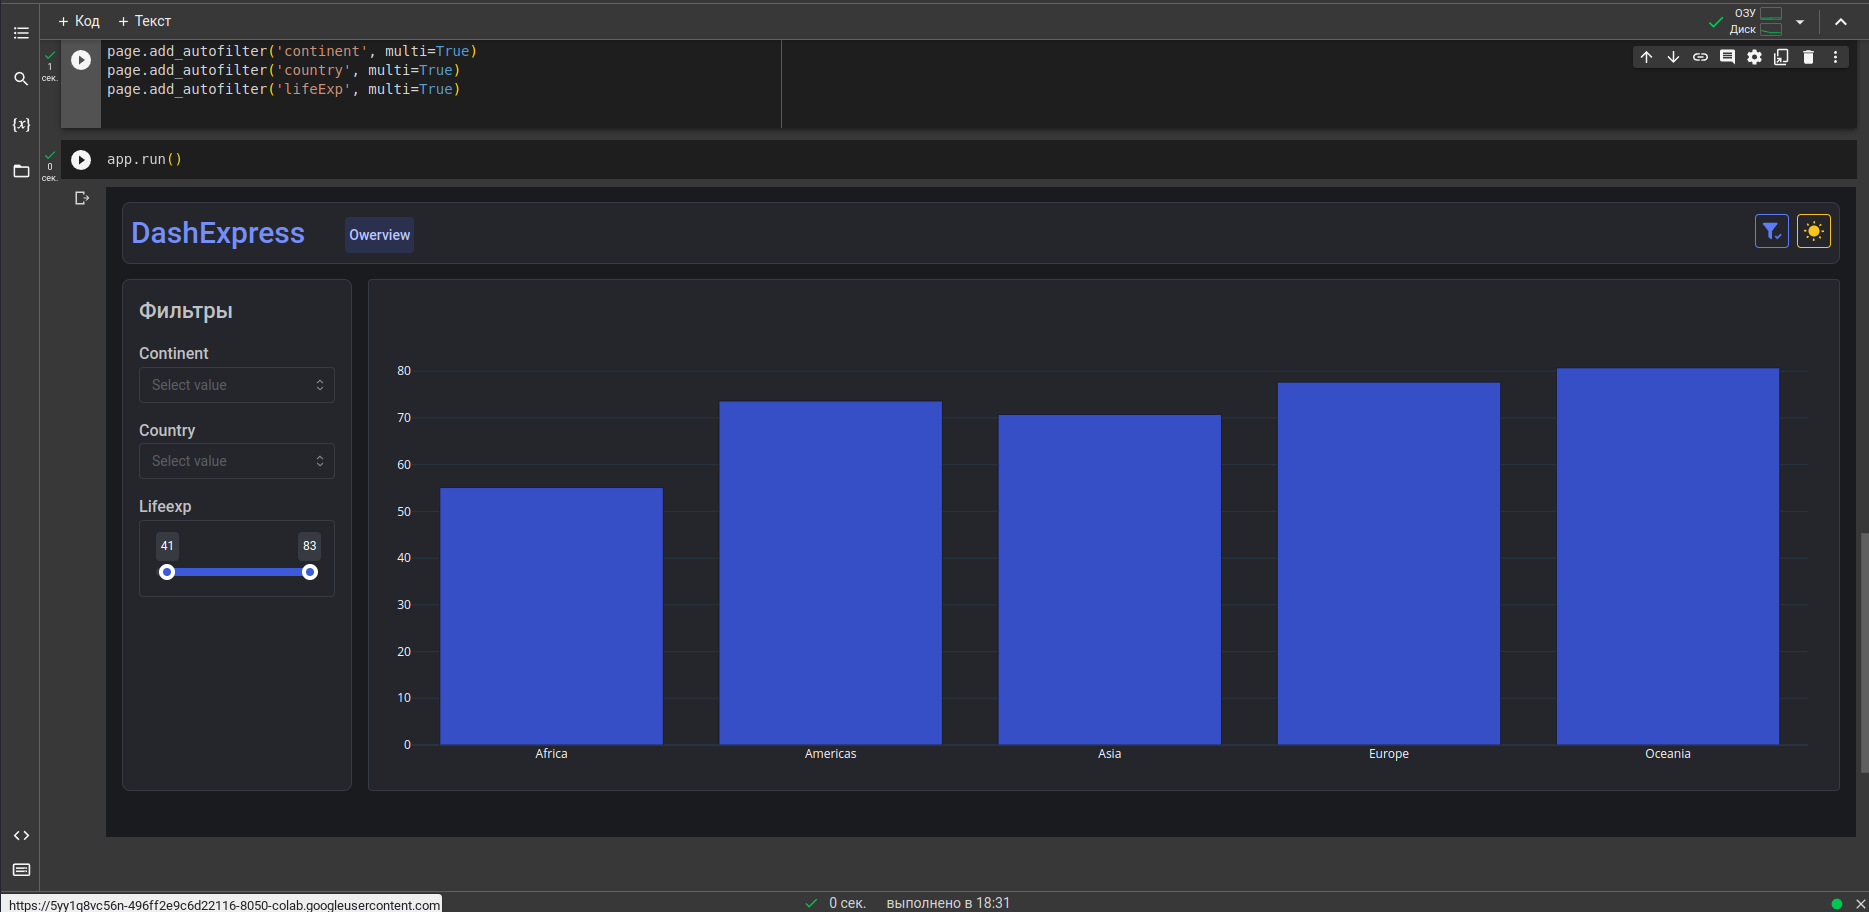 + Код + Текст
ОЗУ
Диск
{x}
1
сек.
page.add_autofilter('continent', multi=True)
page.add_autofilter('country', multi=True)
page.add_autofilter('lifeExp', multi=True)
0
сек.
app.run()
DashExpress
Owerview
Фильтры
Continent
Select value
Country
Select value
Lifeexp
41 83
80
70
60
50
40
30
20
10
0
Africa Americas Asia Europe Oceania
https://5yy1q8vc56n-496ff2e9c6d22116-8050-colab.googleusercontent.com
0 сек. выполнено в 18:31